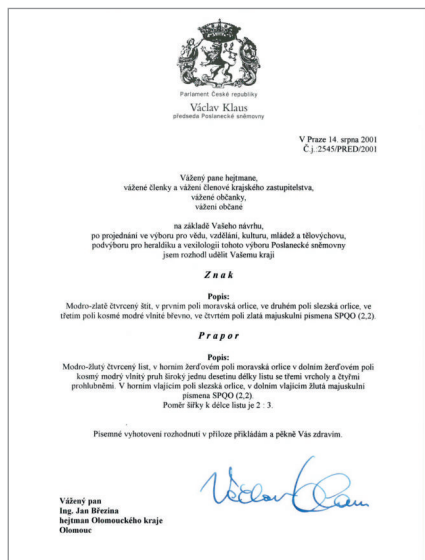 Parlament České republiky
Václav Klaus
předseda Poslanecké sněmovny
V Praze 14. srpna 2001
Č.j.:2545/PRED/2001
Vážený pane hejtmane,
vážené členky a vážení členové krajského zastupitelstva,
vážené občanky,
vážení občané
na základě Vašeho návrhu,
po projednání ve výboru pro vědu, vzdělání, kulturu, mládež a tělovýchovu,
podvýboru pro heraldiku a vexilologii tohoto výboru Poslanecké sněmovny
jsem rozhodl udělit Vašemu kraji
Znak
Popis:
Modro-zlatě čtvrcený štít, v prvním poli moravská orlice, ve druhém poli slezská orlice, ve
třetím poli kosmé modré vlnité břevno, ve čtvrtém poli zlatá majuskulní písmena SPQO (2,2).
Prapor
Popis:
Modro-žlutý čtvrcený list, v horním žerďovém poli moravská orlice v dolním žerďovém poli
kosmý modrý vlnitý pruh široký jednu desetinu délky listu se třemi vrcholy a čtyřmi
prohlubněmi. V horním vlajícím poli slezská orlice, v dolním vlajícím žlutá majuskulní
písmena SPQO (2,2).
Poměr šířky k délce listu je 2 : 3.
Písemné vyhotovení rozhodnutí v příloze přikládám a pěkně Vás zdravím.
Václav Klaus
Vážený pan
Ing. Jan Březina
hejtman Olomouckého kraje
Olomouc